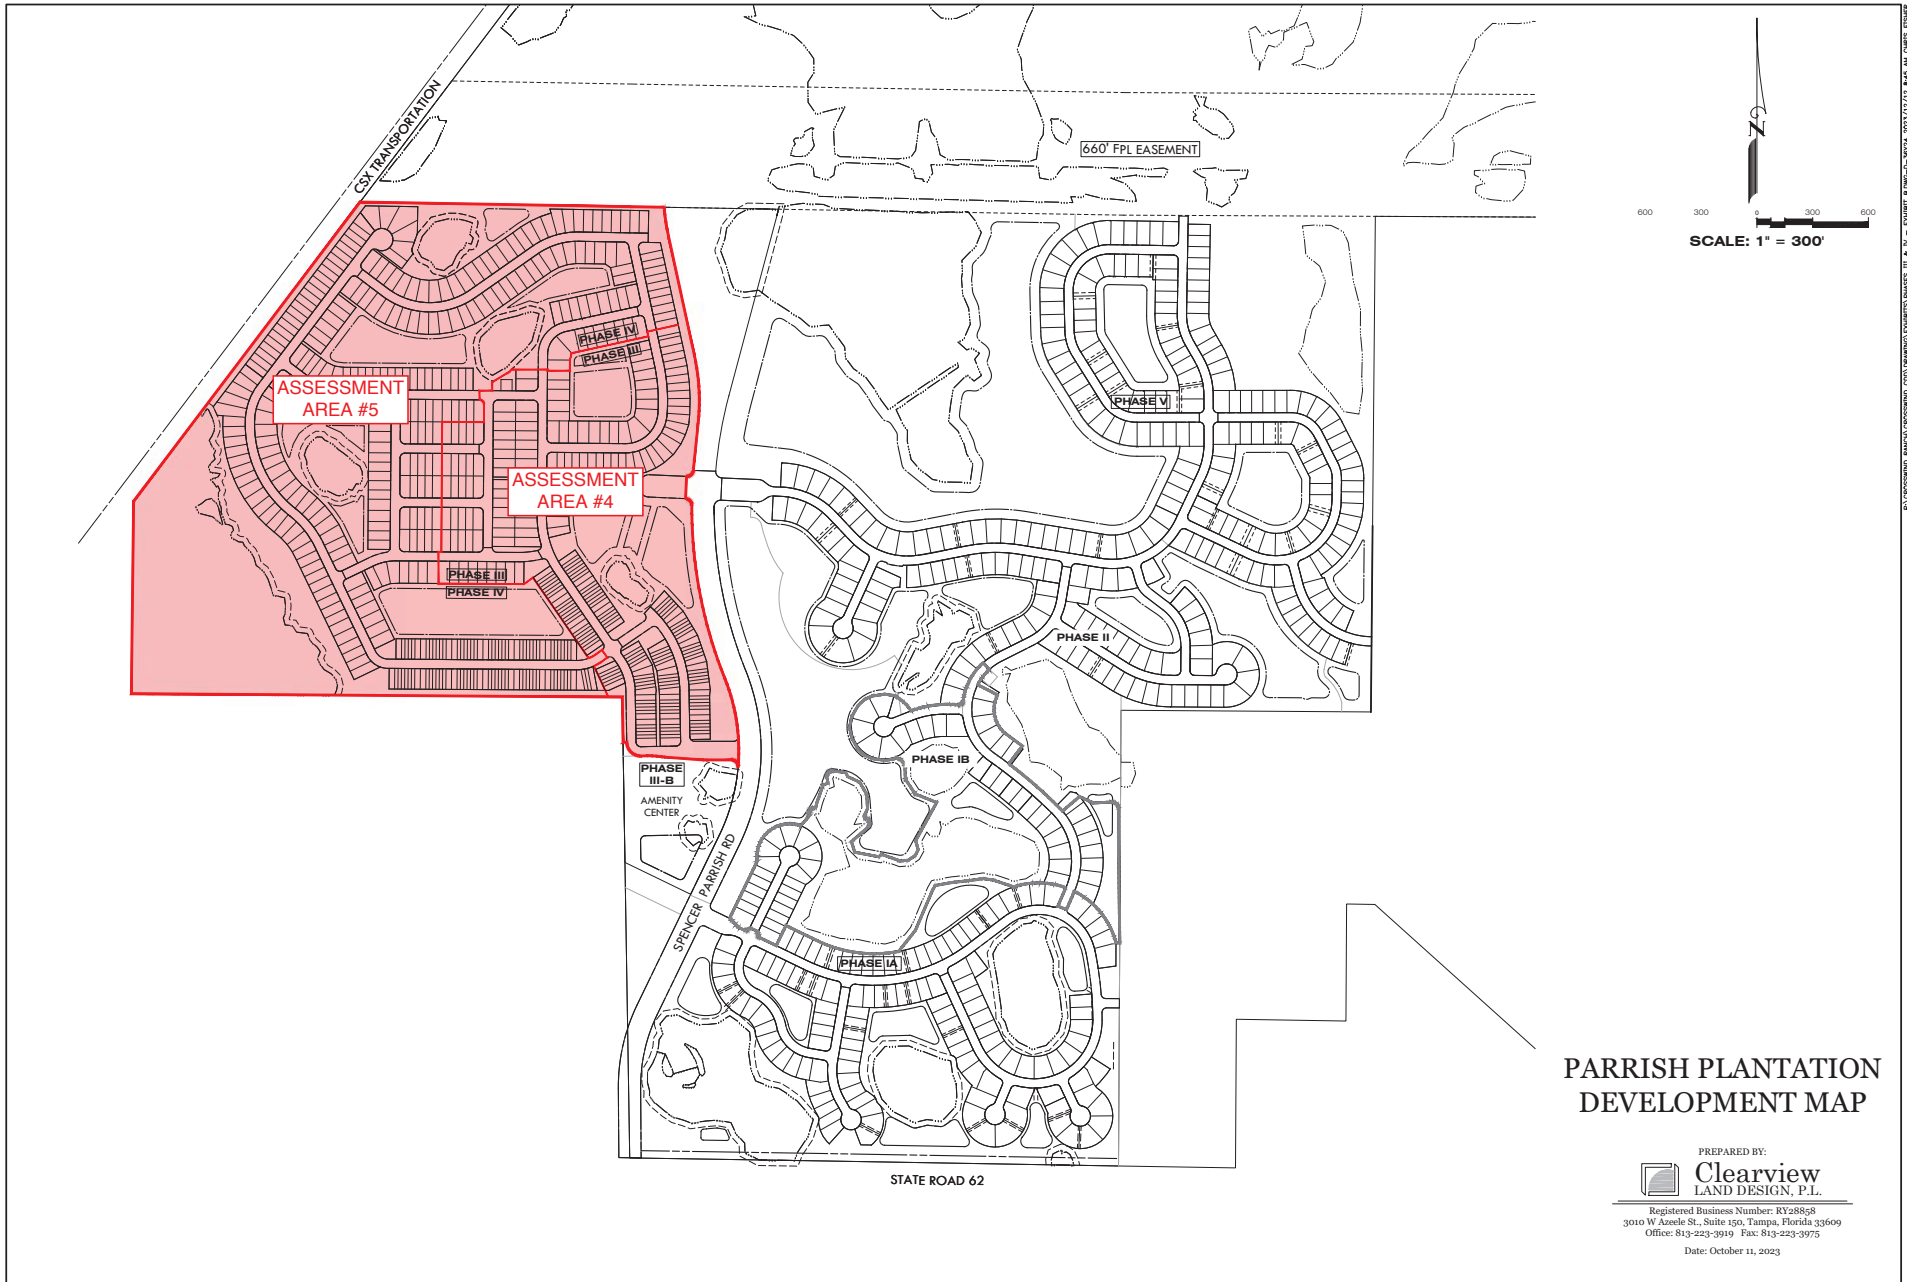 CSX TRANSPORTATION
660' FPL EASEMENT
N
600 300 0 300 600
SCALE: 1" = 300'
PHASE IV
PHASE III
ASSESSMENT
AREA #5
ASSESSMENT
AREA #4
PHASE V
PHASE III
PHASE IV
PHASE II
PHASE IB
PHASE
III-B
AMENITY
CENTER
SPENCER PARRISH RD
PHASE IA
STATE ROAD 62
PARRISH PLANTATION
DEVELOPMENT MAP
PREPARED BY:
Clearview
LAND DESIGN, P.L.
Registered Business Number: RY28858
3010 W Azeele St., Suite 150, Tampa, Florida 33609
Office: 813-223-3919 Fax: 813-223-3975
Date: October 11, 2023